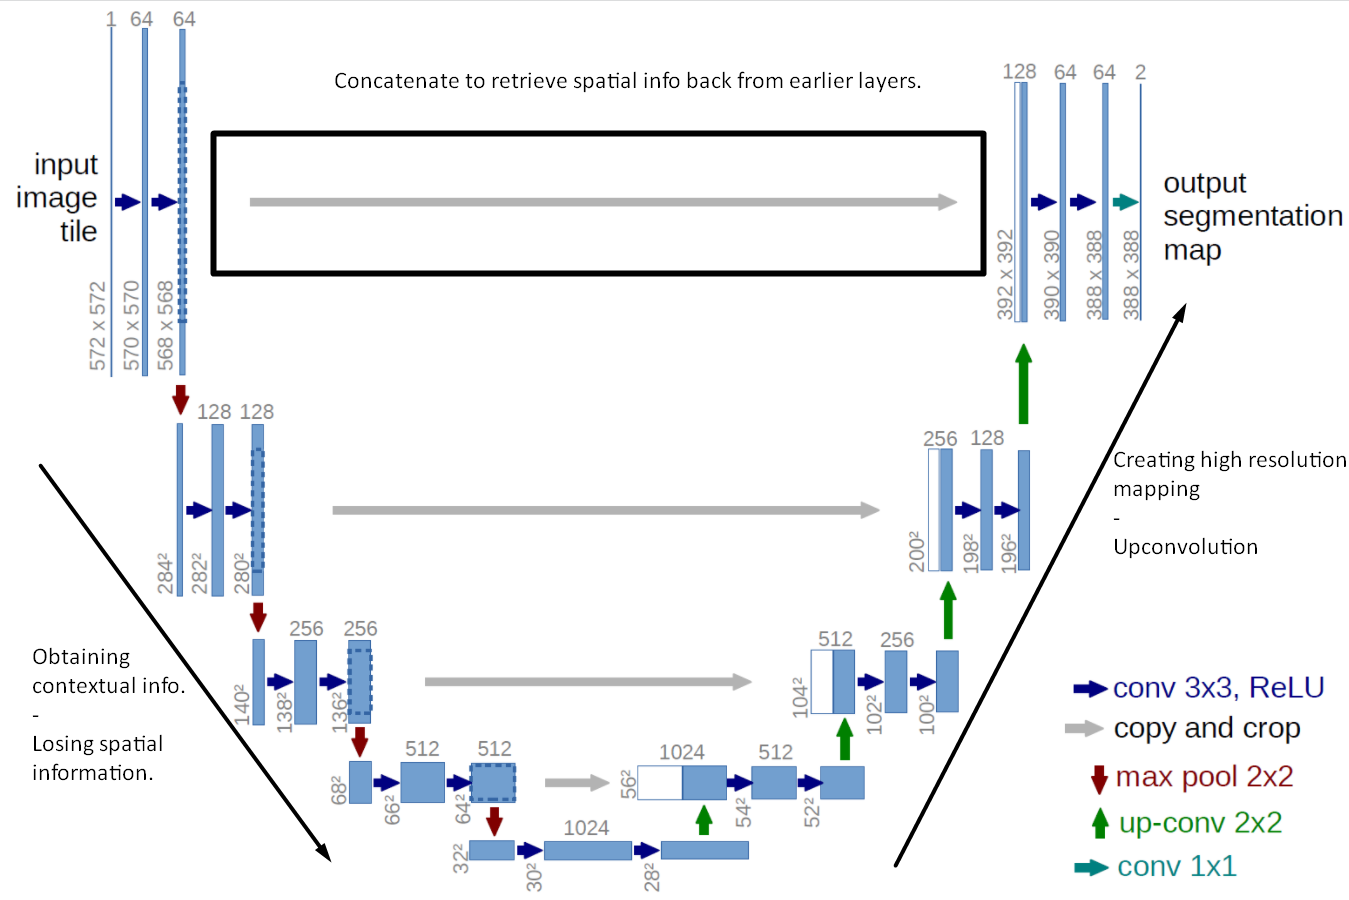 1 64 64
128 64 64 2
Concatenate to retrieve spatial info back from earlier layers.
input
image
tile
output
segmentation
map
572 x 572
570 x 570
568 x 568
392 x 392
390 x 390
388 x 388
388 x 388
128 128
256 128
284²
282²
280²
200²
198²
196²
Creating high resolution
mapping
-
Upconvolution
256 256
512 256
140²
138²
136²
104²
102²
100²
Obtaining
contextual info.
-
Losing spatial
information.
512 512
1024 512
68²
66²
64²
56²
54²
52²
1024
32²
30²
28²
conv 3x3, ReLU
copy and crop
max pool 2x2
up-conv 2x2
conv 1x1